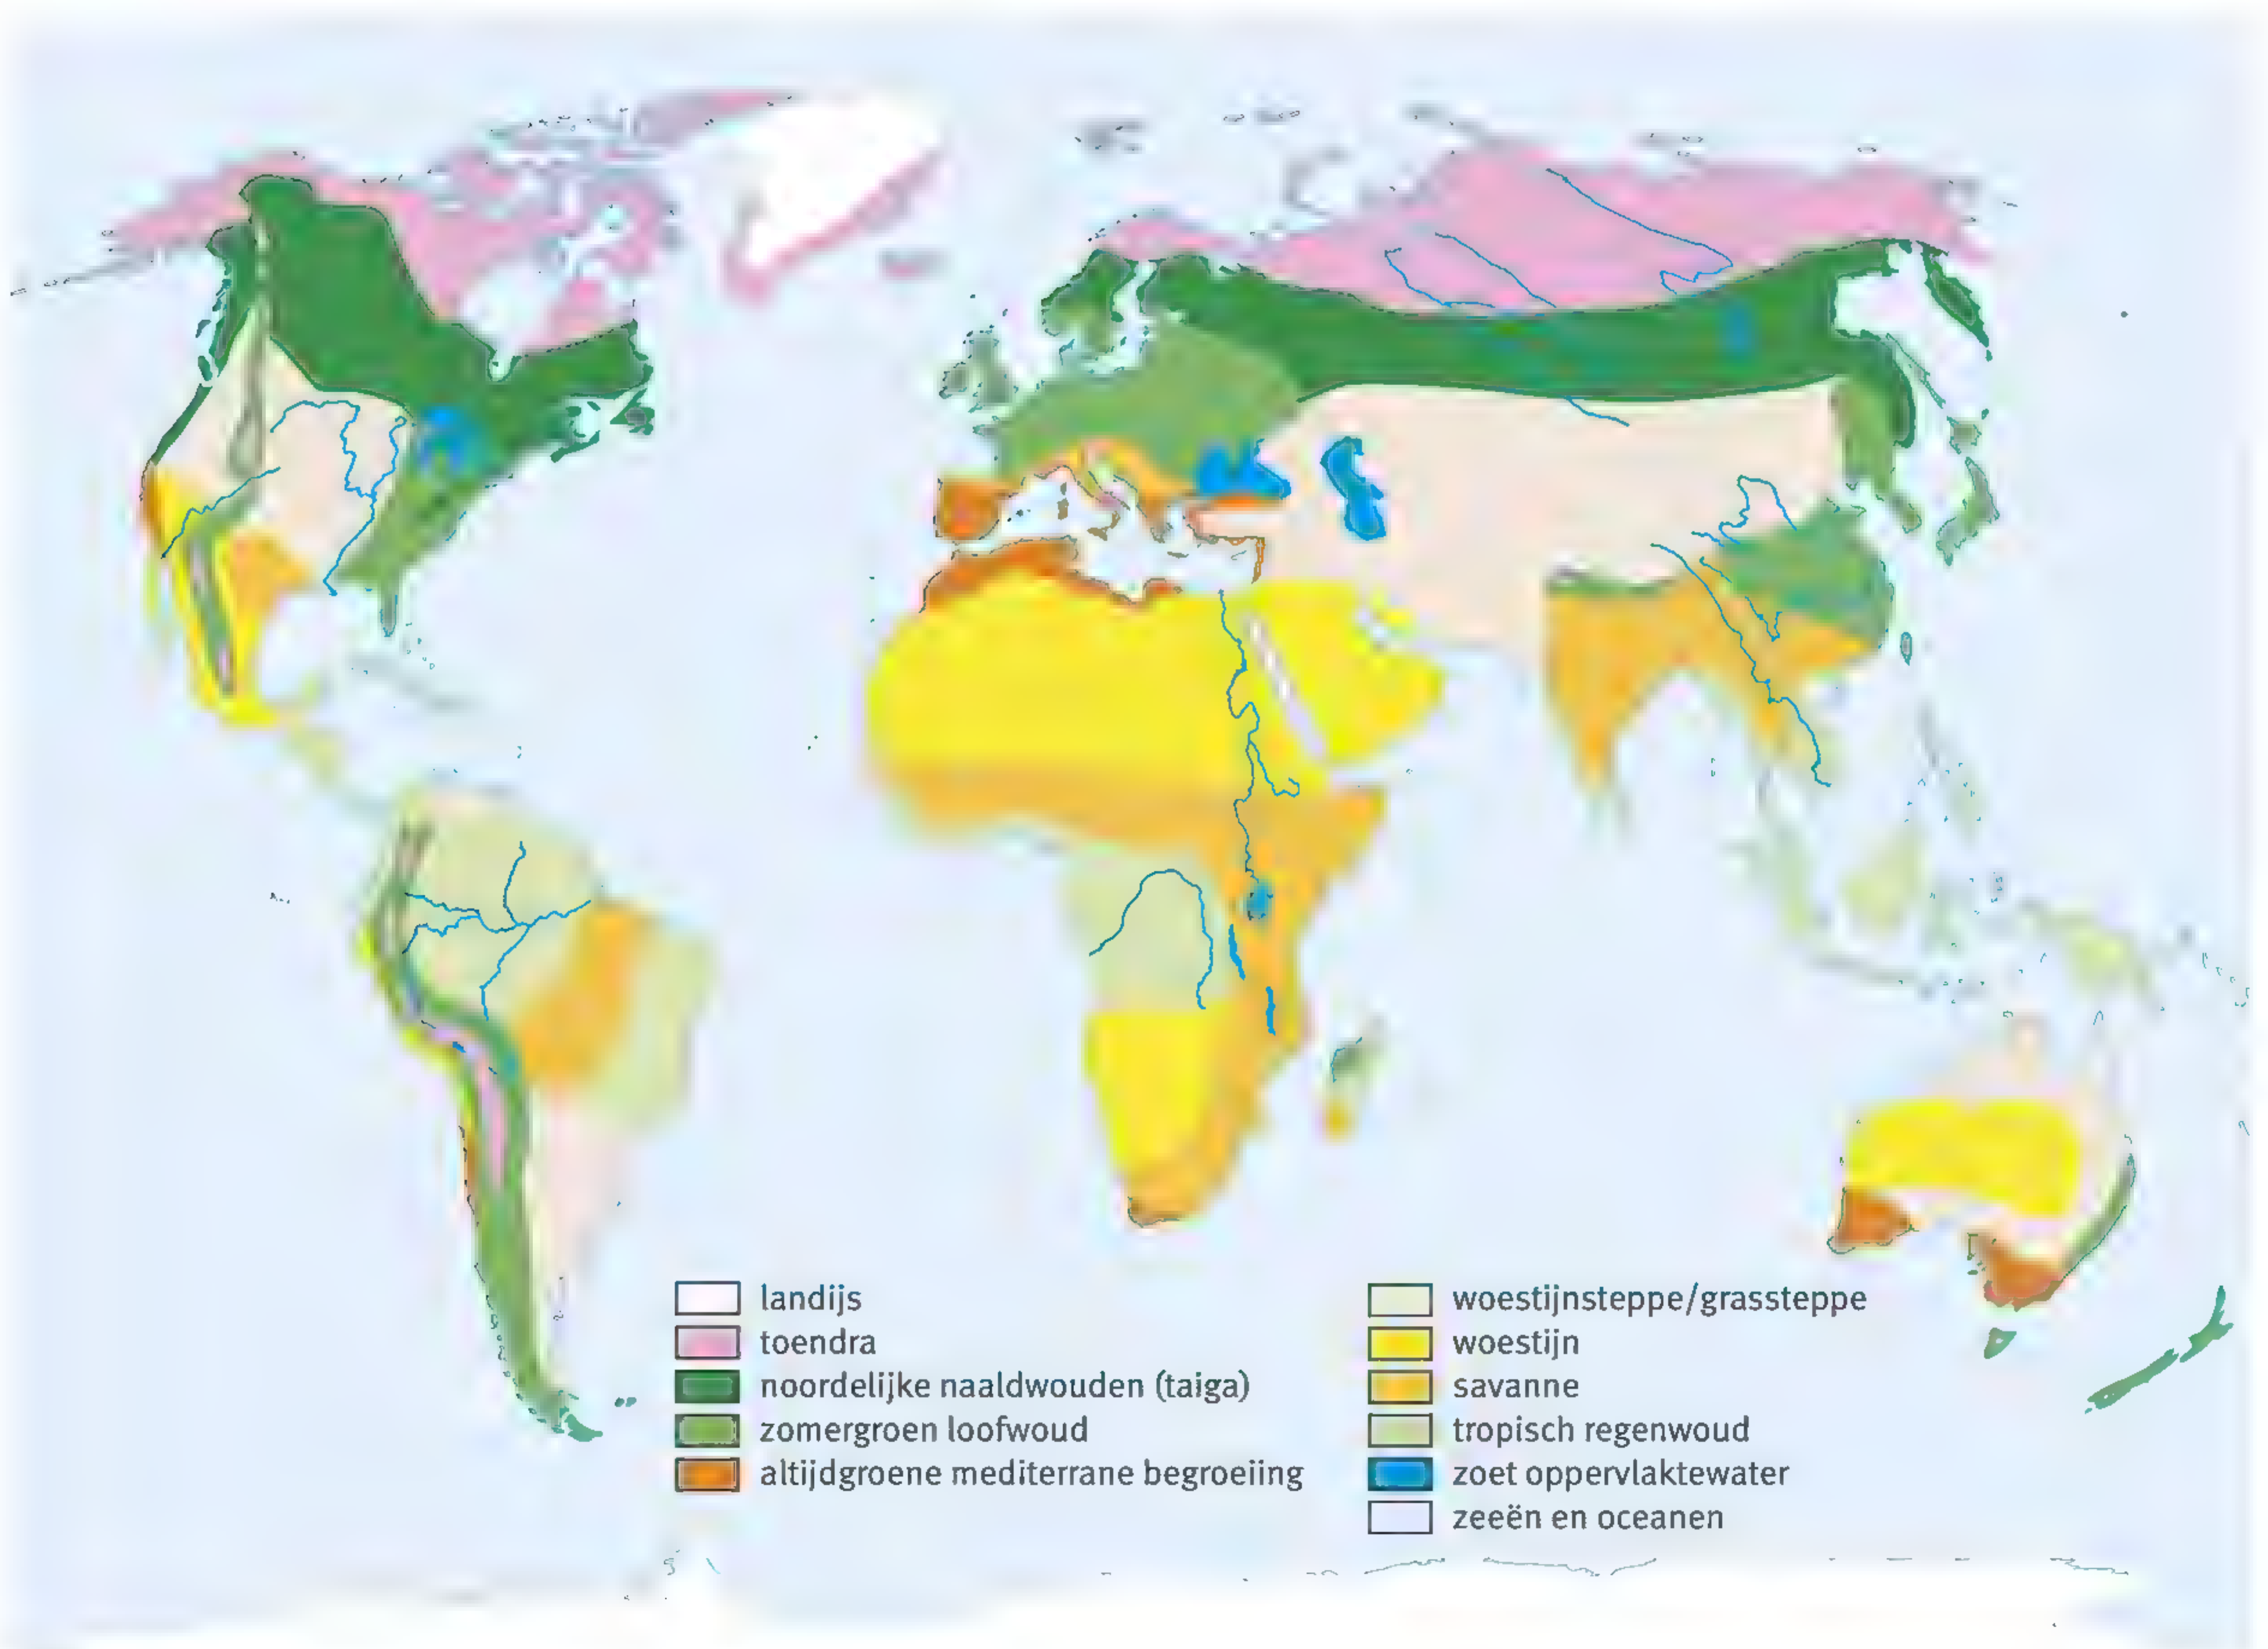 landijs
toendra
noordelijke naaldwouden (taiga)
zomergroen loofwoud
altijdgroene mediterrane begroeiing
woestijnsteppe/grassteppe
woestijn
savanne
tropisch regenwoud
zoet oppervlaktewater
zeeën en oceanen